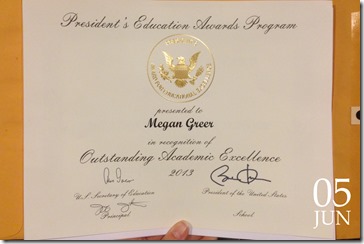 President's Education Awards Program
presented to
Megan Greer
in recognition of
Outstanding Academic Excellence
2013
U.S. Secretary of Education
President of the United States
Principal
School
05
JUN